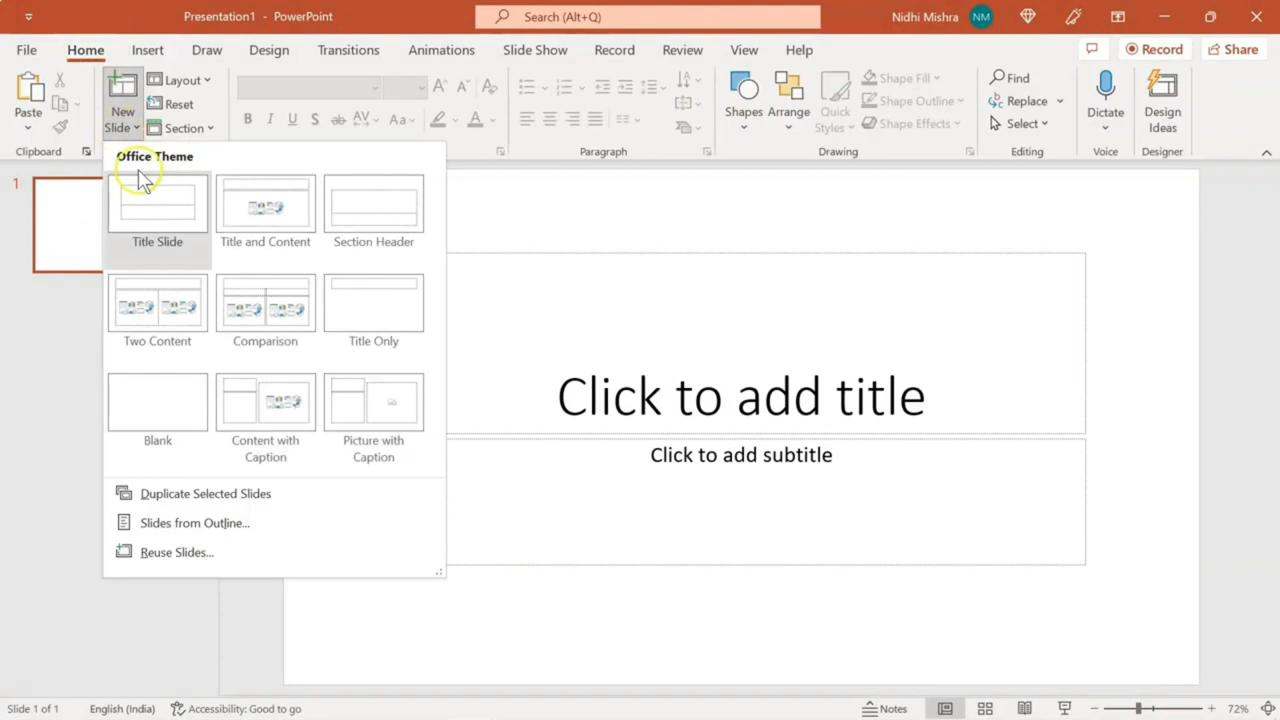 Presentation1 - PowerPoint
Search (Alt+Q)
Nidhi Mishra NM
File Home Insert Draw Design Transitions Animations Slide Show Record Review View Help
Record Share
Paste
New Slide
Layout
Reset
Section
Aa
Shapes
Arrange
Quick Styles
Shape Fill
Shape Outline
Shape Effects
Find
Replace
Select
Dictate
Design Ideas
Clipboard Paragraph Drawing Editing Voice Designer
1
Office Theme
Title Slide Title and Content Section Header
Two Content Comparison Title Only
Blank Content with Caption Picture with Caption
Duplicate Selected Slides
Slides from Outline...
Reuse Slides...
Click to add title
Click to add subtitle
Slide 1 of 1 English (India) Accessibility: Good to go Notes 72%